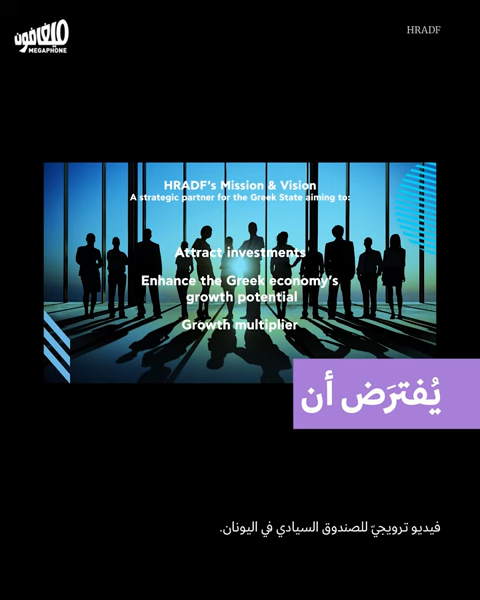 ميغافون
MEGAPHONE
HRADF
HRADF's Mission & Vision
A strategic partner for the Greek State aiming to:
Attract investments
Enhance the Greek economy's
growth potential
Growth multiplier
يُفترَض أن
فيديو ترويجيّ للصندوق السيادي في اليونان.